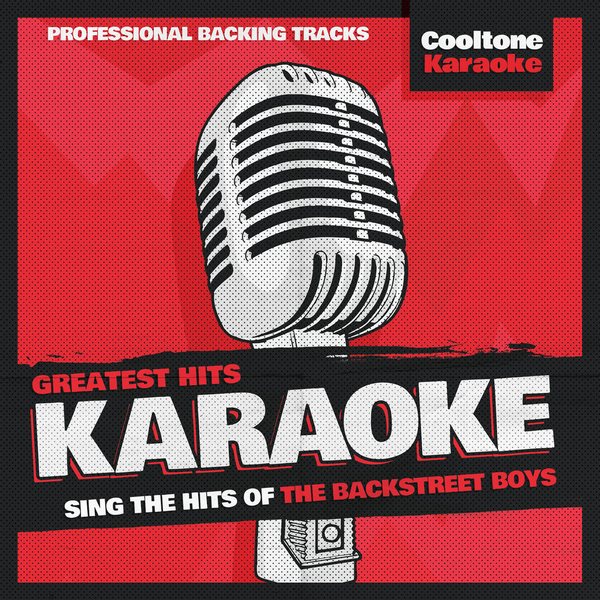 PROFESSIONAL BACKING TRACKS
Cooltone
Karaoke
GREATEST HITS
KARAOKE
SING THE HITS OF THE BACKSTREET BOYS